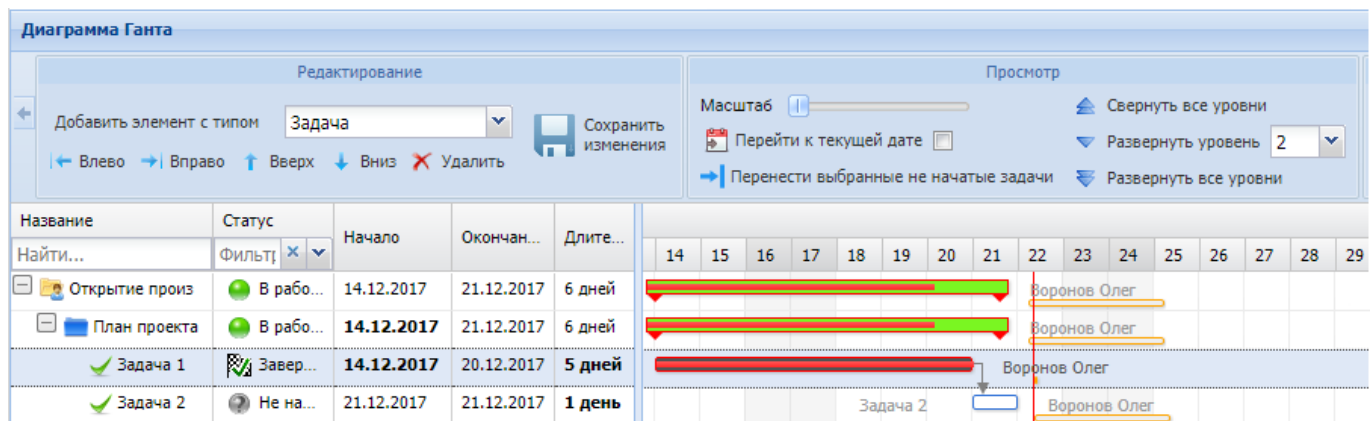 Диаграмма Ганта
Редактирование
Просмотр
Добавить элемент с типом Задача
Сохранить изменения
Влево Вправо Вверх Вниз Удалить
Масштаб
Свернуть все уровни
Перейти к текущей дате
Развернуть уровень 2
Перенести выбранные не начатые задачи
Развернуть все уровни
Название Статус Начало Окончан... Длите...
Найти... Фильтр
14 15 16 17 18 19 20 21 22 23 24 25 26 27 28 29
Открытие произ В рабо... 14.12.2017 21.12.2017 6 дней Воронов Олег
План проекта В рабо... 14.12.2017 21.12.2017 6 дней Воронов Олег
Задача 1 Завер... 14.12.2017 20.12.2017 5 дней Воронов Олег
Задача 2 Не на... 21.12.2017 21.12.2017 1 день Задача 2 Воронов Олег